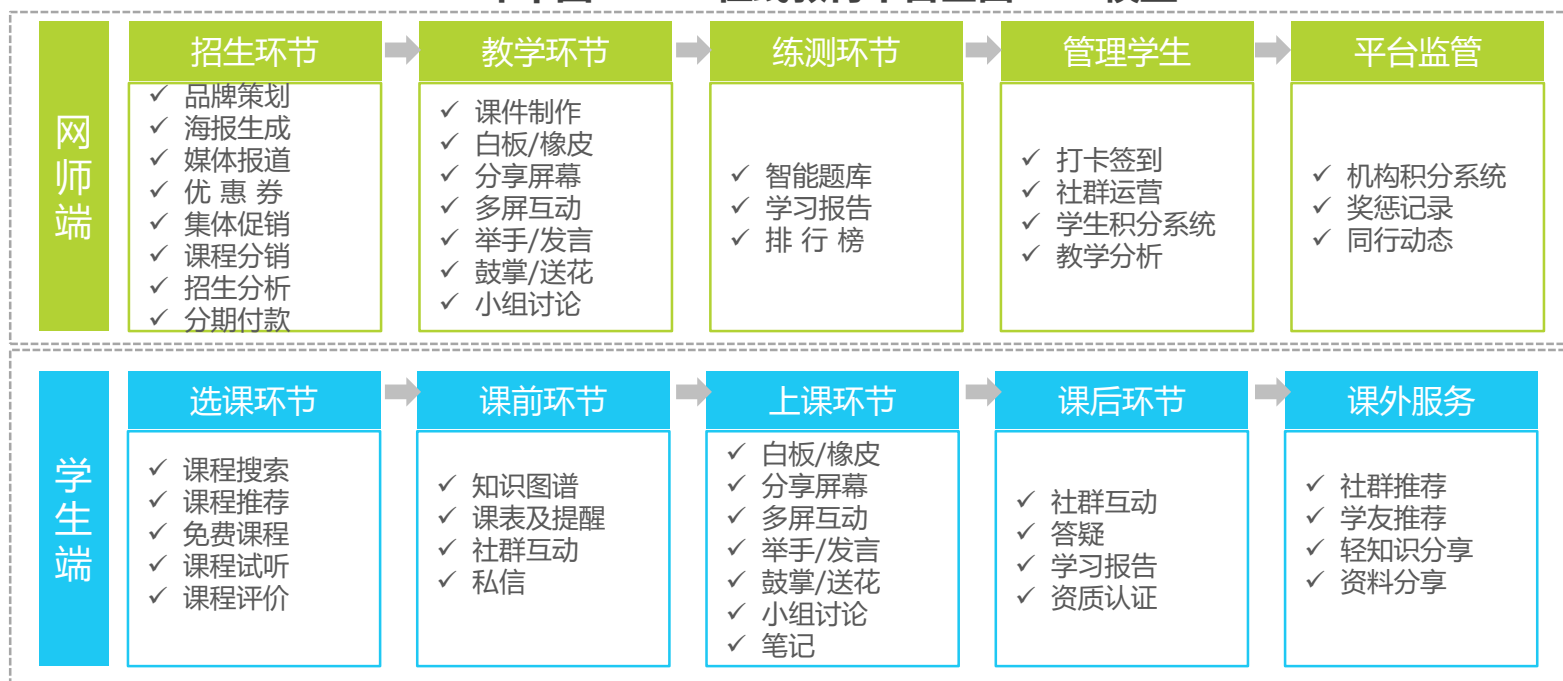 网师端
招生环节
品牌策划
海报生成
媒体报道
优 惠 券
集体促销
课程分销
招生分析
分期付款
教学环节
课件制作
白板/橡皮
分享屏幕
多屏互动
举手/发言
鼓掌/送花
小组讨论
练测环节
智能题库
学习报告
排 行 榜
管理学生
打卡签到
社群运营
学生积分系统
教学分析
平台监管
机构积分系统
奖惩记录
同行动态
学生端
选课环节
课程搜索
课程推荐
免费课程
课程试听
课程评价
课前环节
知识图谱
课表及提醒
社群互动
私信
上课环节
白板/橡皮
分享屏幕
多屏互动
举手/发言
鼓掌/送花
小组讨论
笔记
课后环节
社群互动
答疑
学习报告
资质认证
课外服务
社群推荐
学友推荐
轻知识分享
资料分享